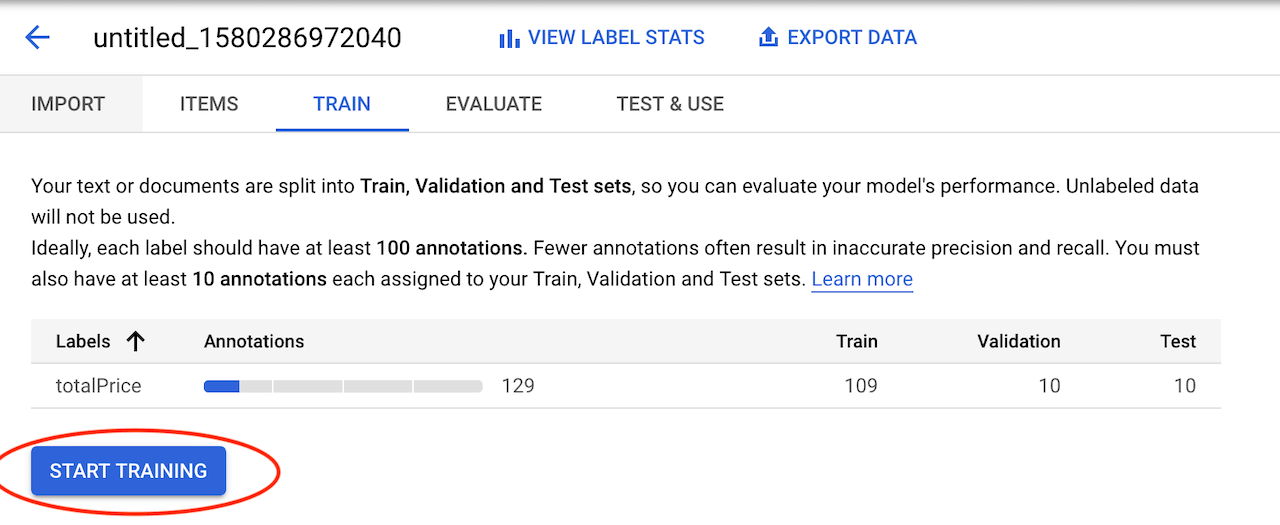 untitled_1580286972040 VIEW LABEL STATS EXPORT DATA
IMPORT ITEMS TRAIN EVALUATE TEST & USE
Your text or documents are split into Train, Validation and Test sets, so you can evaluate your model's performance. Unlabeled data
will not be used.
Ideally, each label should have at least 100 annotations. Fewer annotations often result in inaccurate precision and recall. You must
also have at least 10 annotations each assigned to your Train, Validation and Test sets. Learn more
Labels Annotations Train Validation Test
totalPrice 129 109 10 10
START TRAINING